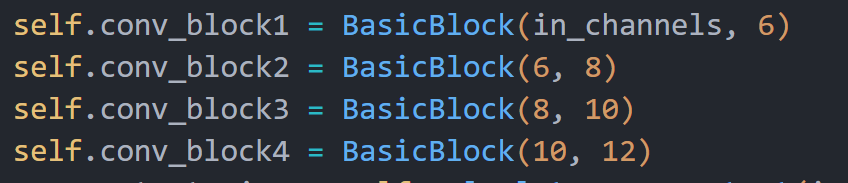 self.conv_block1 = BasicBlock(in_channels, 6)
self.conv_block2 = BasicBlock(6, 8)
self.conv_block3 = BasicBlock(8, 10)
self.conv_block4 = BasicBlock(10, 12)